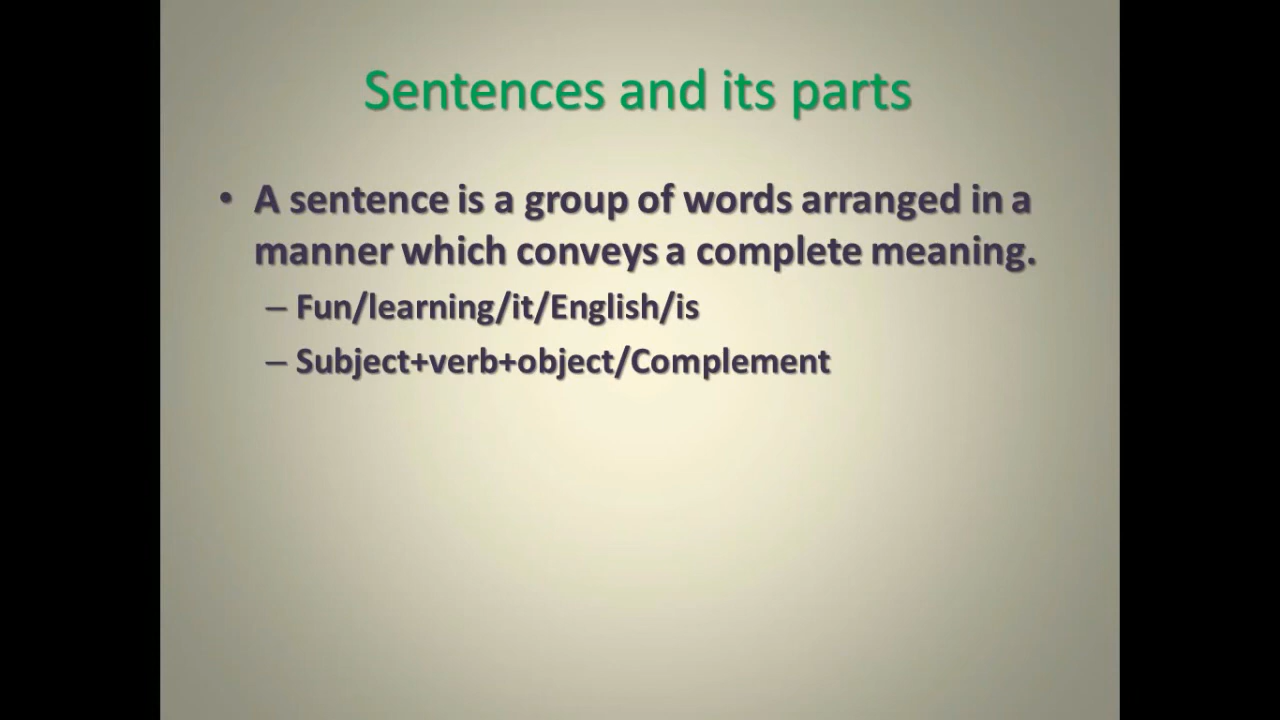 Sentences and its parts
• A sentence is a group of words arranged in a
manner which conveys a complete meaning.
– Fun/learning/it/English/is
– Subject+verb+object/Complement